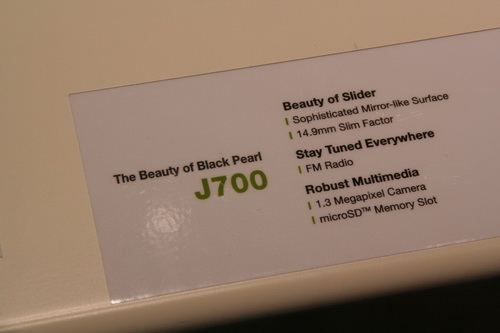 The Beauty of Black Pearl
J700
Beauty of Slider
Sophisticated Mirror-like Surface
14.9mm Slim Factor
Stay Tuned Everywhere
FM Radio
Robust Multimedia
1.3 Megapixel Camera
microSD™ Memory Slot